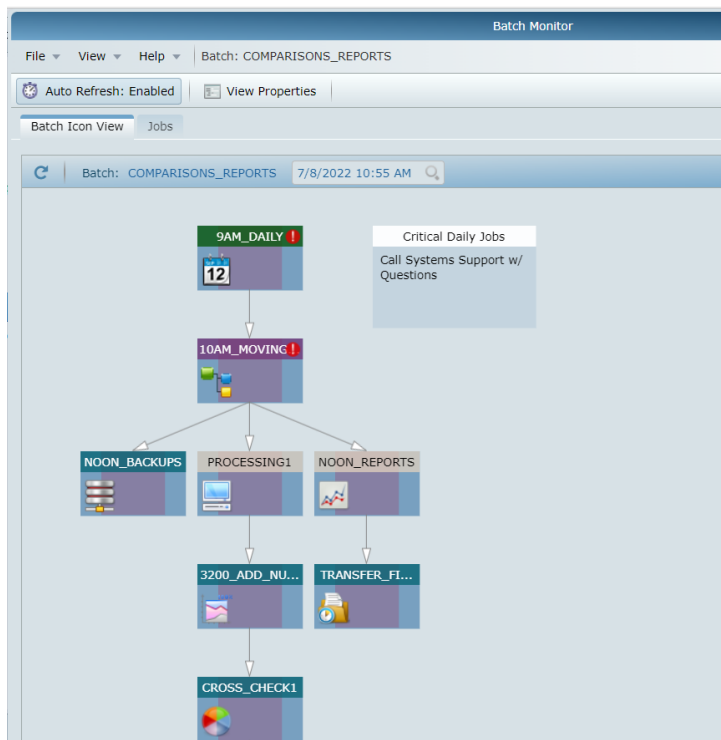 Batch Monitor
File View Help Batch: COMPARISONS_REPORTS
Auto Refresh: Enabled View Properties
Batch Icon View Jobs
Batch: COMPARISONS_REPORTS 7/8/2022 10:55 AM
9AM_DAILY
12
Critical Daily Jobs
Call Systems Support w/
Questions
10AM_MOVING
NOON_BACKUPS PROCESSING1 NOON_REPORTS
3200_ADD_NU... TRANSFER_FI...
CROSS_CHECK1